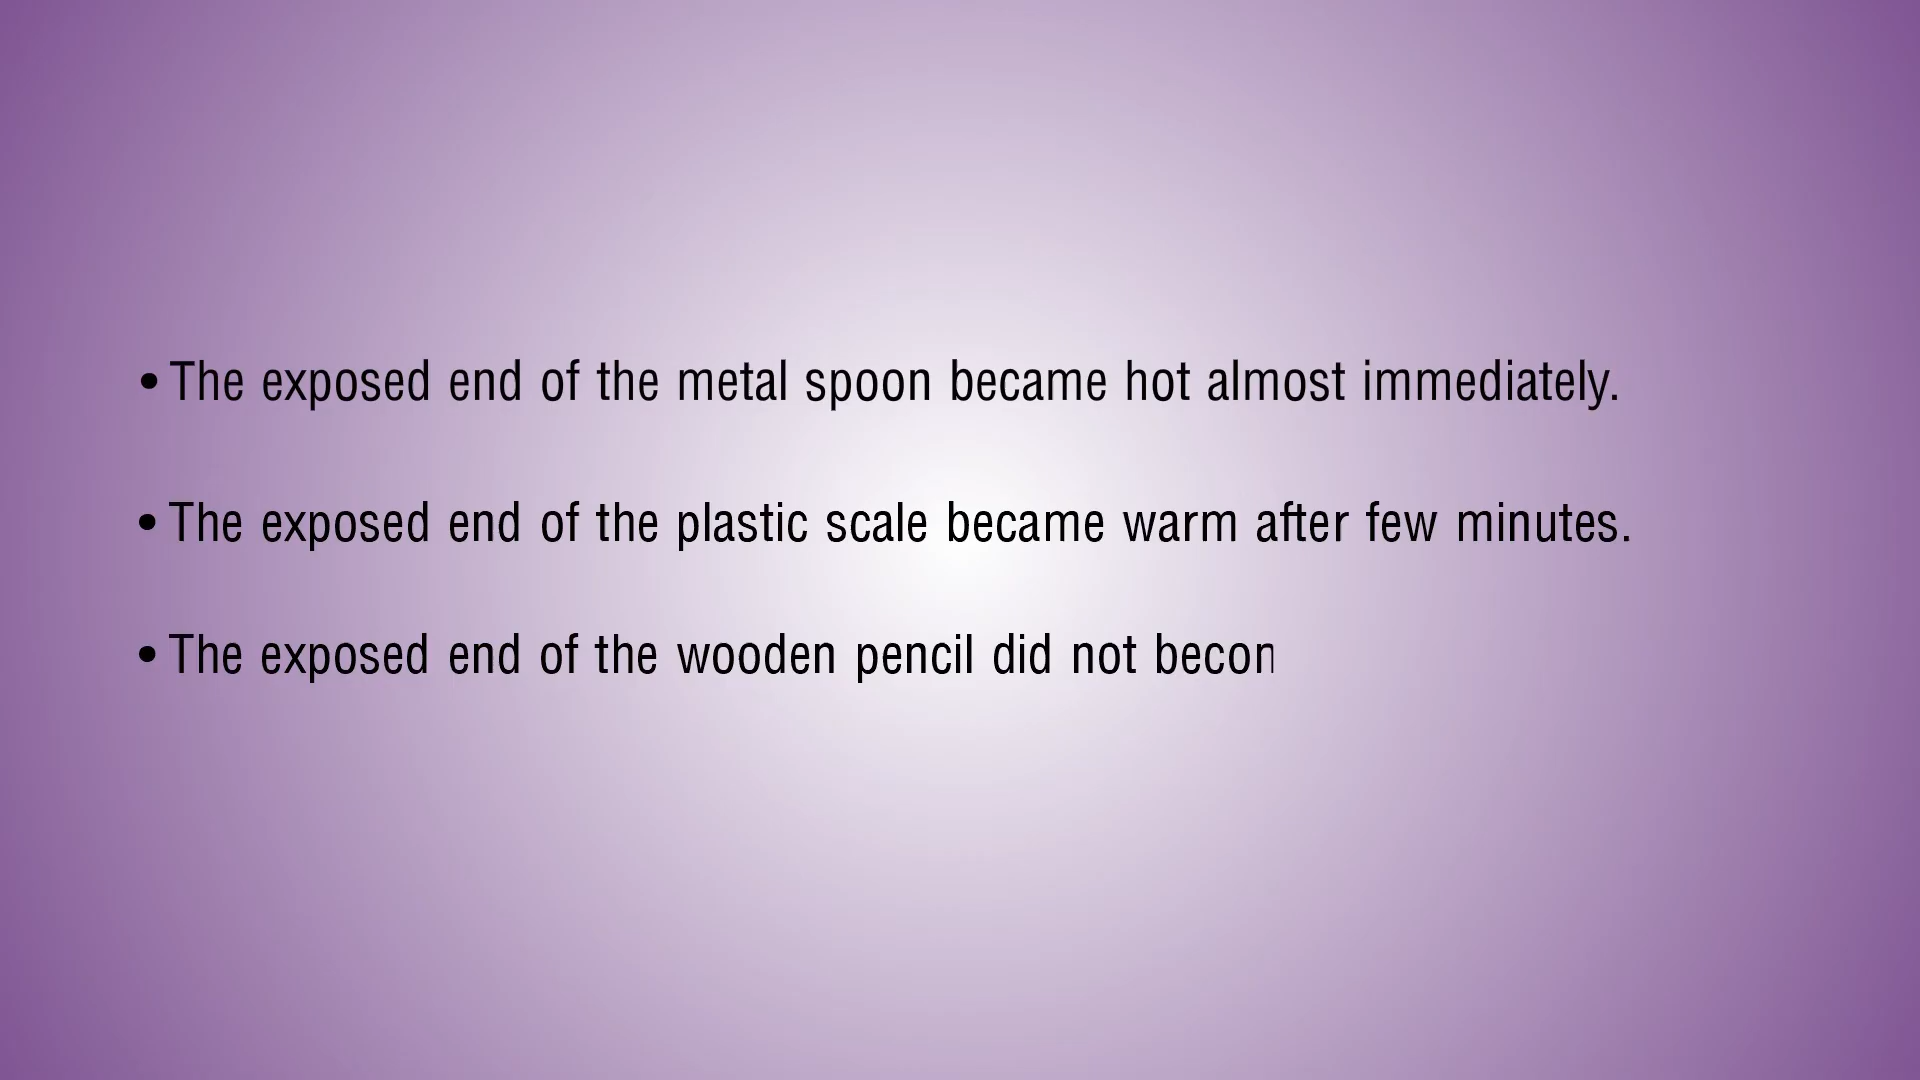 • The exposed end of the metal spoon became hot almost immediately.
• The exposed end of the plastic scale became warm after few minutes.
• The exposed end of the wooden pencil did not